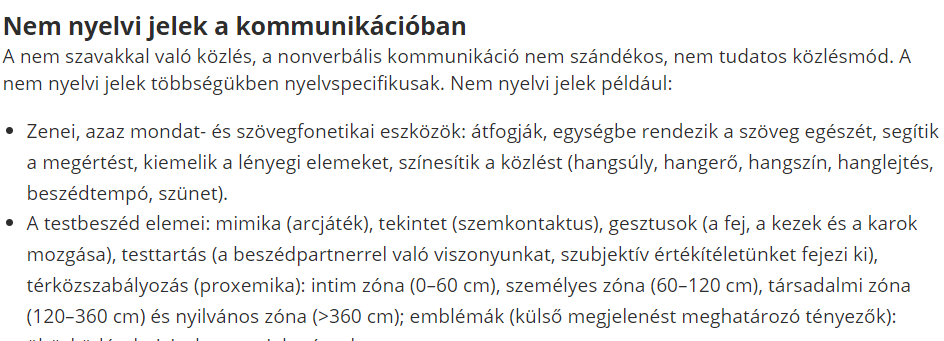 Nem nyelvi jelek a kommunikációban
A nem szavakkal való közlés, a nonverbális kommunikáció nem szándékos, nem tudatos közlésmód. A
nem nyelvi jelek többségükben nyelvspecifikusak. Nem nyelvi jelek például:
• Zenei, azaz mondat- és szövegfonetikai eszközök: átfogják, egységbe rendezik a szöveg egészét, segítik
a megértést, kiemelik a lényegi elemeket, színesítik a közlést (hangsúly, hangerő, hangszín, hanglejtés,
beszédtempó, szünet).
• A testbeszéd elemei: mimika (arcjáték), tekintet (szemkontaktus), gesztusok (a fej, a kezek és a karok
mozgása), testtartás (a beszédpartnerrel való viszonyunkat, szubjektív értékítéletünket fejezi ki),
térközszabályozás (proxemika): intim zóna (0–60 cm), személyes zóna (60–120 cm), társadalmi zóna
(120–360 cm) és nyilvános zóna (>360 cm); emblémák (külső megjelenést meghatározó tényezők):